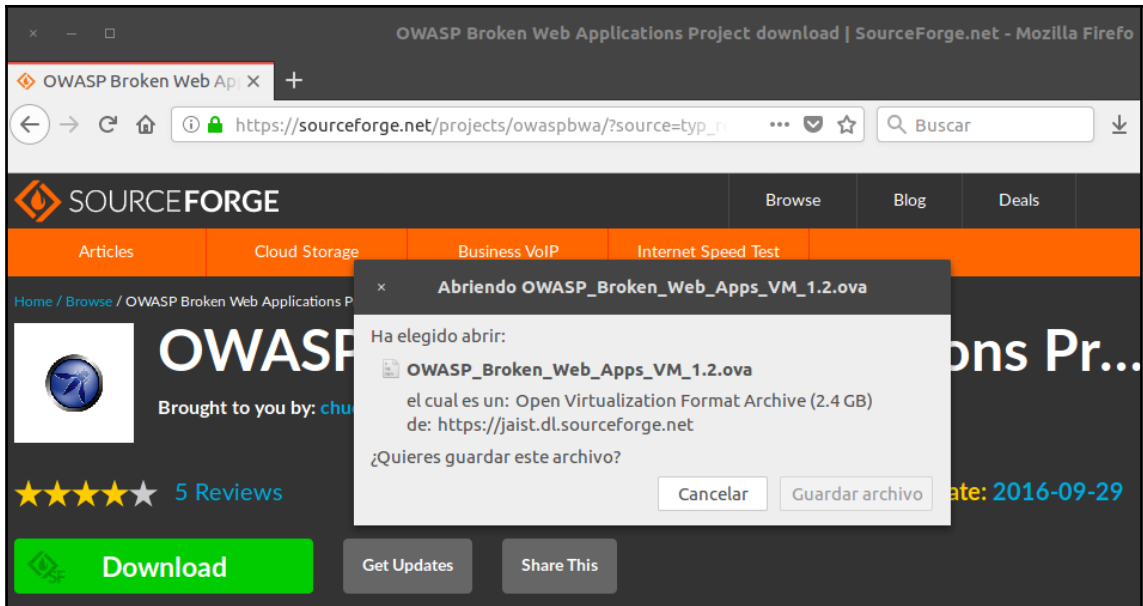 OWASP Broken Web Applications Project download | SourceForge.net - Mozilla Firefo
OWASP Broken Web Ap
https://sourceforge.net/projects/owaspbwa/?source=typ_r
Buscar
SOURCEFORGE
Browse Blog Deals
Articles Cloud Storage Business VoIP Internet Speed Test
Home / Browse / OWASP Broken Web Applications P
Abriendo OWASP_Broken_Web_Apps_VM_1.2.ova
Ha elegido abrir:
OWASP_Broken_Web_Apps_VM_1.2.ova
el cual es un: Open Virtualization Format Archive (2.4 GB)
de: https://jaist.dl.sourceforge.net
¿Quieres guardar este archivo?
Cancelar Guardar archivo
OWASP ons Pr...
Brought to you by: chu
5 Reviews ate: 2016-09-29
SF Download Get Updates Share This